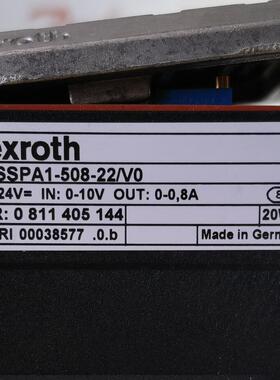 exroth
SSPA1-508-22/V0
24V= IN: 0-10V OUT: 0-0,8A
R: 0 811 405 144
20W
RI 00038577 .0.b
Made in Germ